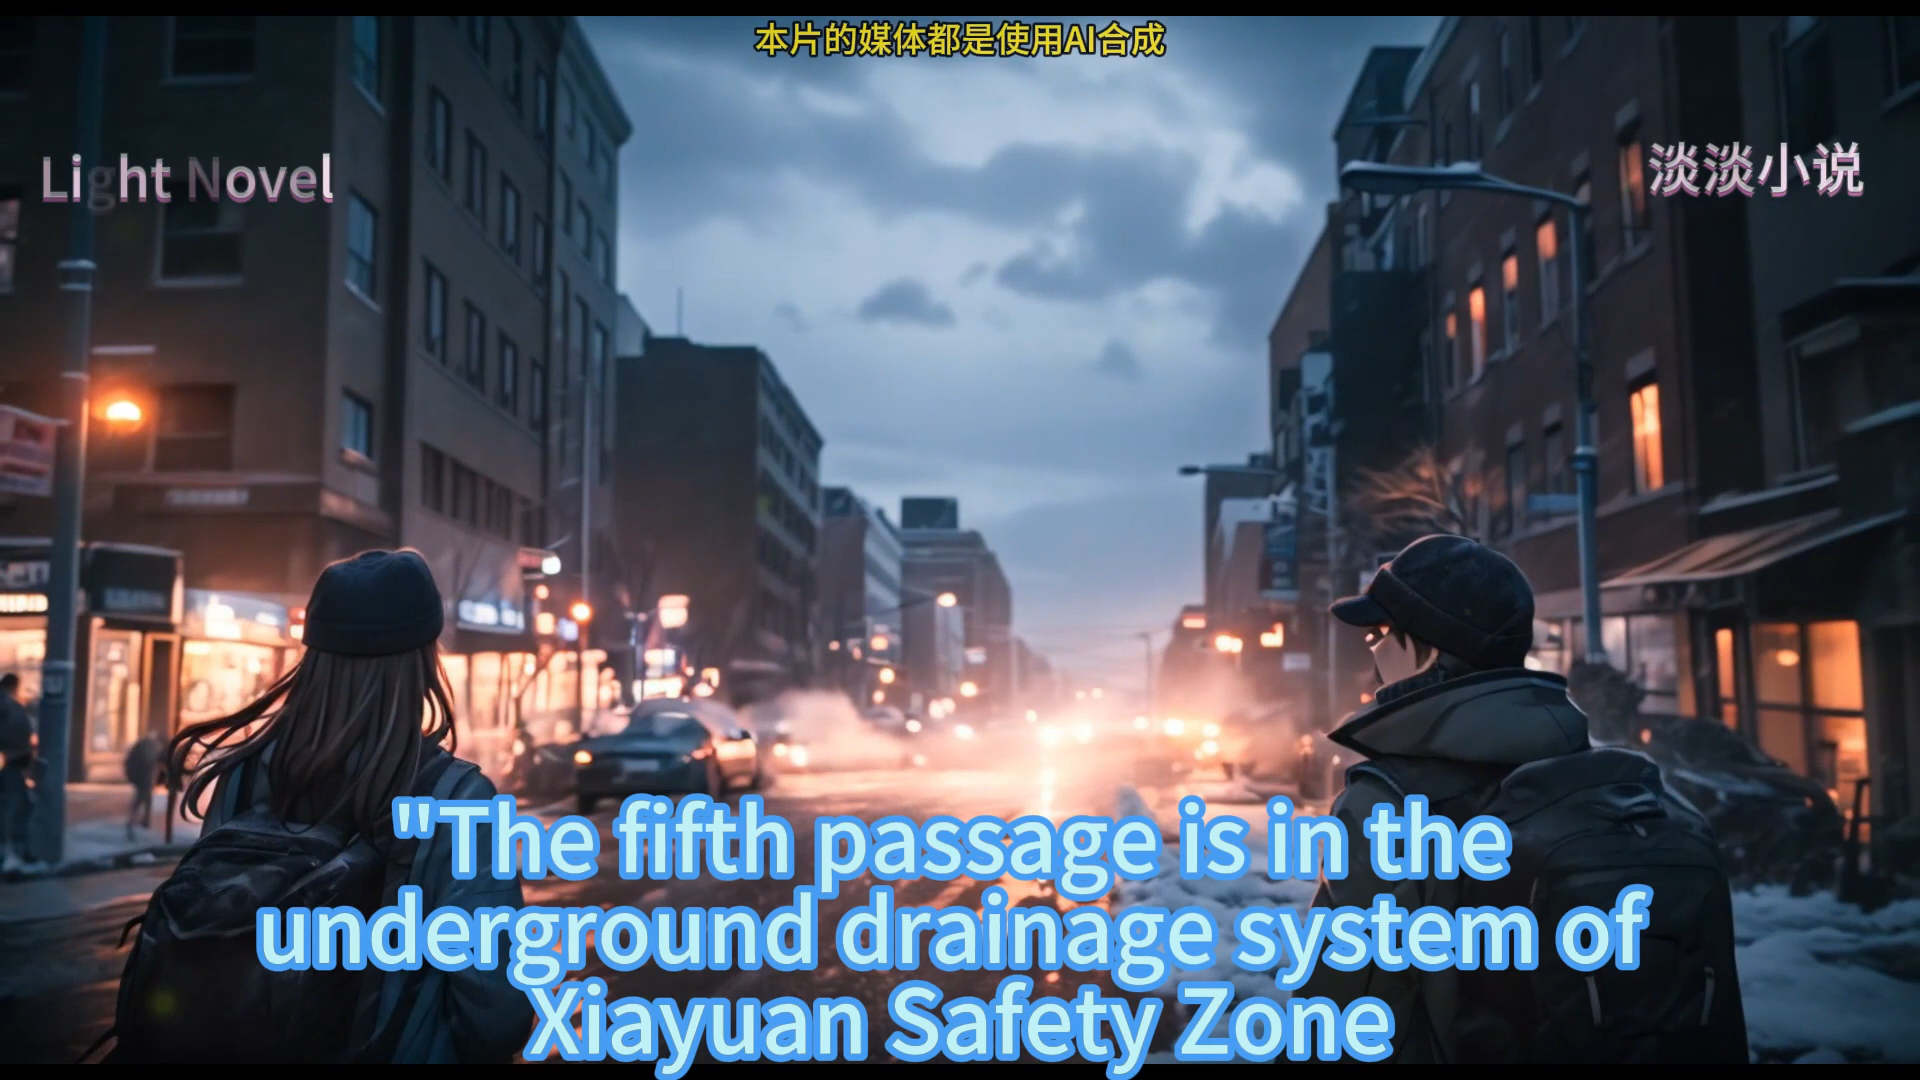 本片的媒体都是使用AI合成
Light Novel
淡淡小说
"The fifth passage is in the
underground drainage system of
Xiayuan Safety Zone